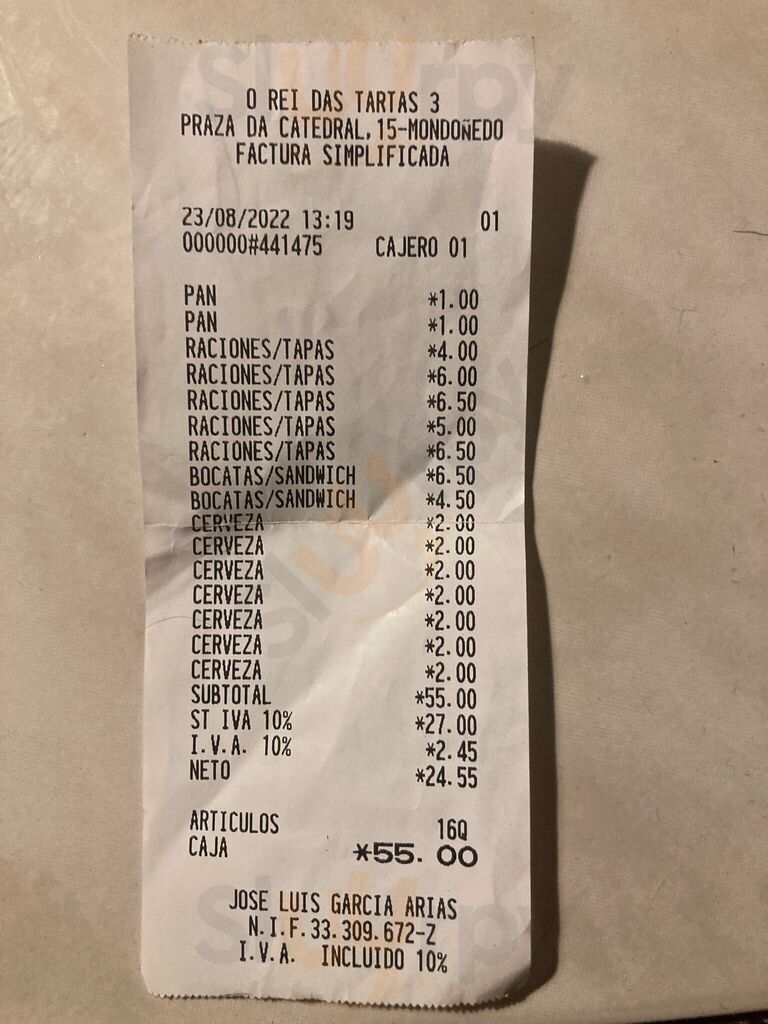 O REI DAS TARTAS 3
PRAZA DA CATEDRAL,15-MONDOÑEDO
FACTURA SIMPLIFICADA
23/08/2022 13:19 01
000000#441475 CAJERO 01
PAN *1.00
PAN *1.00
RACIONES/TAPAS *4.00
RACIONES/TAPAS *6.00
RACIONES/TAPAS *6.50
RACIONES/TAPAS *5.00
RACIONES/TAPAS *6.50
BOCATAS/SANDWICH *6.50
BOCATAS/SANDWICH *4.50
CERVEZA *2.00
CERVEZA *2.00
CERVEZA *2.00
CERVEZA *2.00
CERVEZA *2.00
CERVEZA *2.00
CERVEZA *2.00
SUBTOTAL *55.00
ST IVA 10% *27.00
I.V.A. 10% *2.45
NETO *24.55
ARTICULOS 16Q
CAJA *55.00
JOSE LUIS GARCIA ARIAS
N.I.F.33.309.672-Z
I.V.A. INCLUIDO 10%